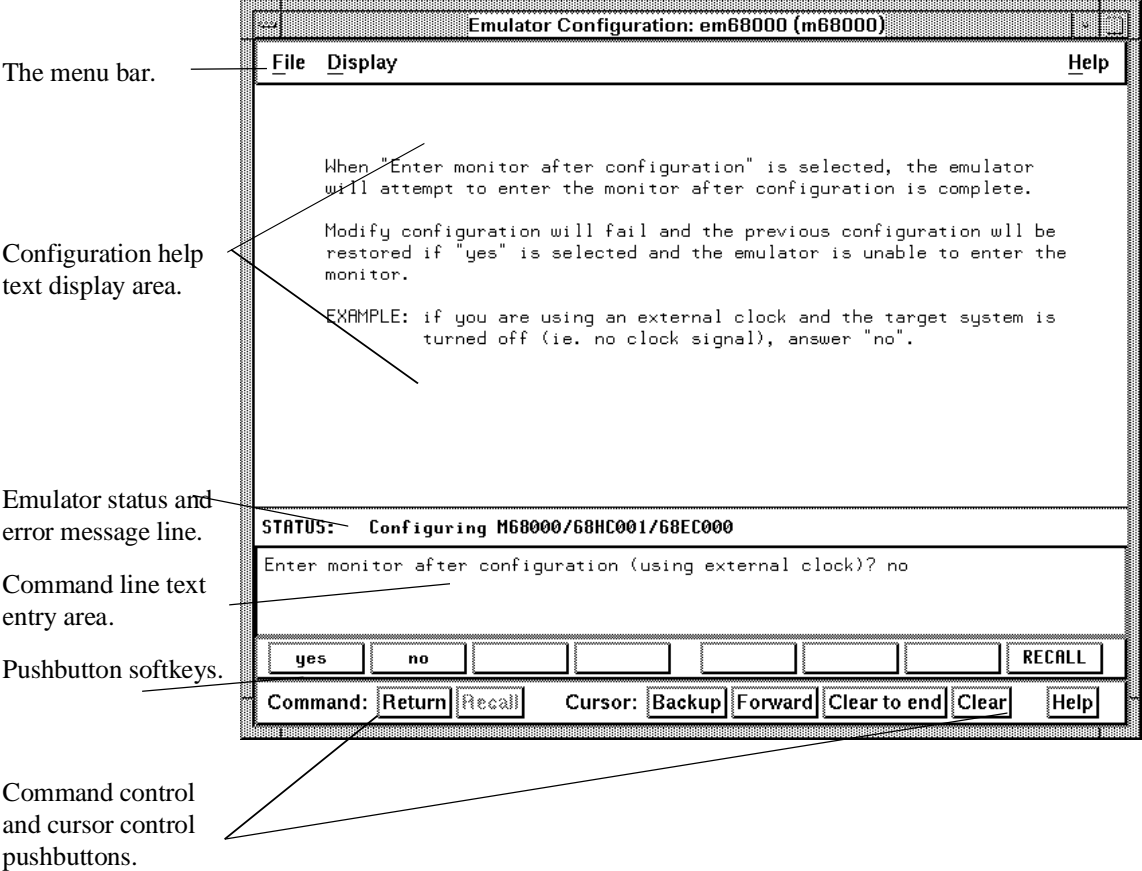 Emulator Configuration: em68000 (m68000)
File Display Help
The menu bar.
When "Enter monitor after configuration" is selected, the emulator
will attempt to enter the monitor after configuration is complete.
Modify configuration will fail and the previous configuration wll be
restored if "yes" is selected and the emulator is unable to enter the
monitor.
EXAMPLE: if you are using an external clock and the target system is
turned off (ie. no clock signal), answer "no".
Configuration help
text display area.
Emulator status and
error message line.
STATUS: Configuring M68000/68HC001/68EC000
Enter monitor after configuration (using external clock)? no
Command line text
entry area.
Pushbutton softkeys.
yes no RECALL
Command: Return Recall Cursor: Backup Forward Clear to end Clear Help
Command control
and cursor control
pushbuttons.